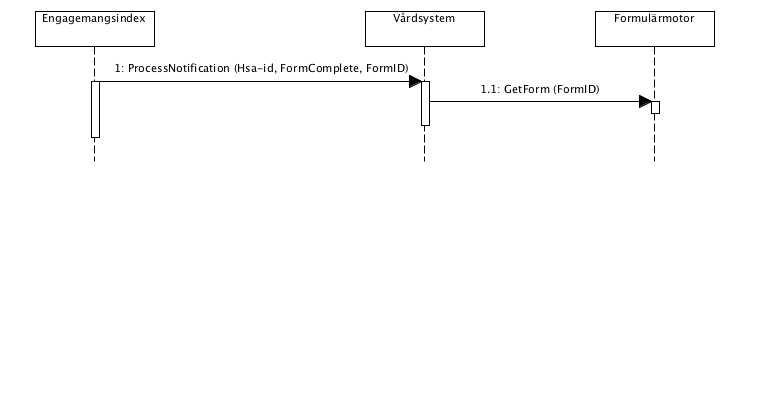 Engagemangsindex
Vårdsystem
Formulärmotor
1: ProcessNotification (Hsa-id, FormComplete, FormID)
1.1: GetForm (FormID)